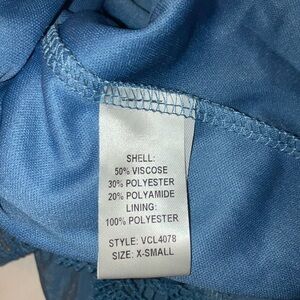 SHELL:
50% VISCOSE
30% POLYESTER
20% POLYAMIDE
LINING:
100% POLYESTER
STYLE: VCL4078
SIZE: X-SMALL